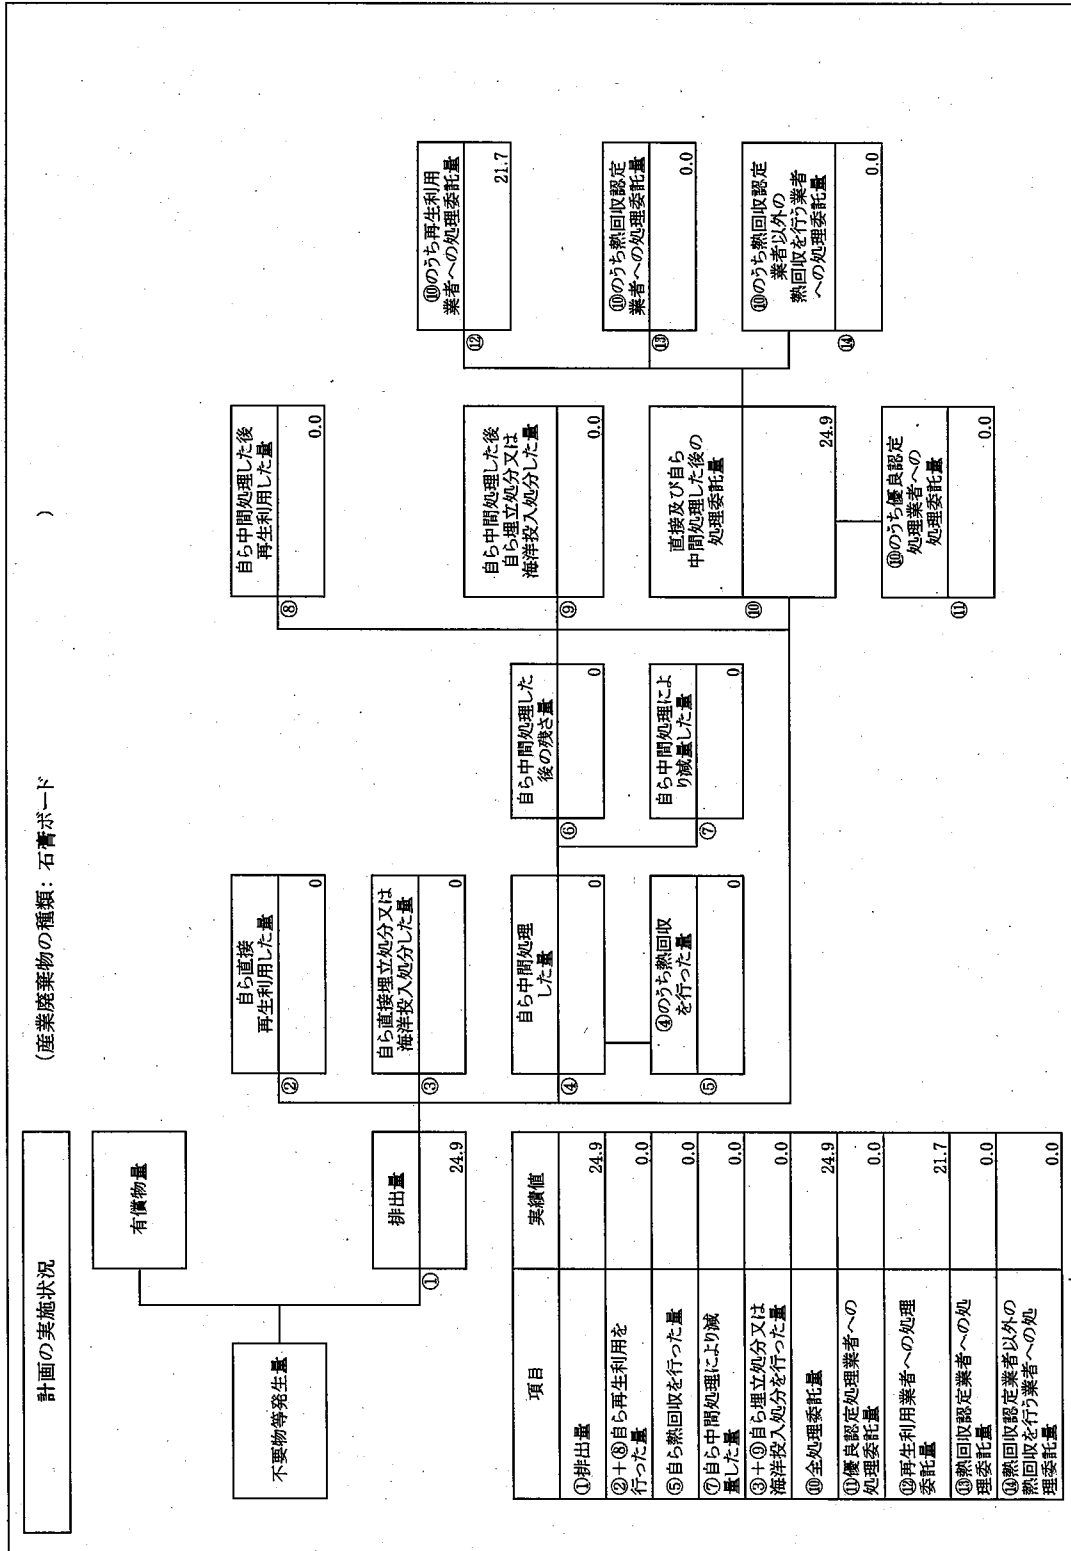 計画の実施状況
(産業廃棄物の種類：石膏ボード
)
不要物等発生量
有償物量
①
排出量
24.9
②
自ら直接
再生利用した量
0
③
自ら直接埋立処分又は
海洋投入処分した量
0
④
自ら中間処理
した量
0
⑤
④のうち熱回収
を行った量
0
⑥
自ら中間処理した
後の残さ量
0
⑦
自ら中間処理によ
り減量した量
0
⑧
自ら中間処理した後
再生利用した量
0.0
⑨
自ら中間処理した後
自ら埋立処分又は
海洋投入処分した量
0.0
⑩
直接及び自ら
中間処理した後の
処理委託量
24.9
⑪
⑩のうち優良認定
処理業者への
処理委託量
0.0
⑫
⑩のうち再生利用
業者への処理委託量
21.7
⑬
⑩のうち熱回収認定
業者への処理委託量
0.0
⑭
⑩のうち熱回収認定
業者以外の
熱回収を行う業者
への処理委託量
0.0
項目 実績値
①排出量 24.9
②+⑧自ら再生利用を
行った量 0.0
⑤自ら熱回収を行った量 0.0
⑦自ら中間処理により減
量した量 0.0
③+⑨自ら埋立処分又は
海洋投入処分を行った量 0.0
⑩全処理委託量 24.9
⑪優良認定処理業者への
処理委託量 0.0
⑫再生利用業者への処理
委託量 21.7
⑬熱回収認定業者への処
理委託量 0.0
⑭熱回収認定業者以外の
熱回収を行う業者への処
理委託量 0.0